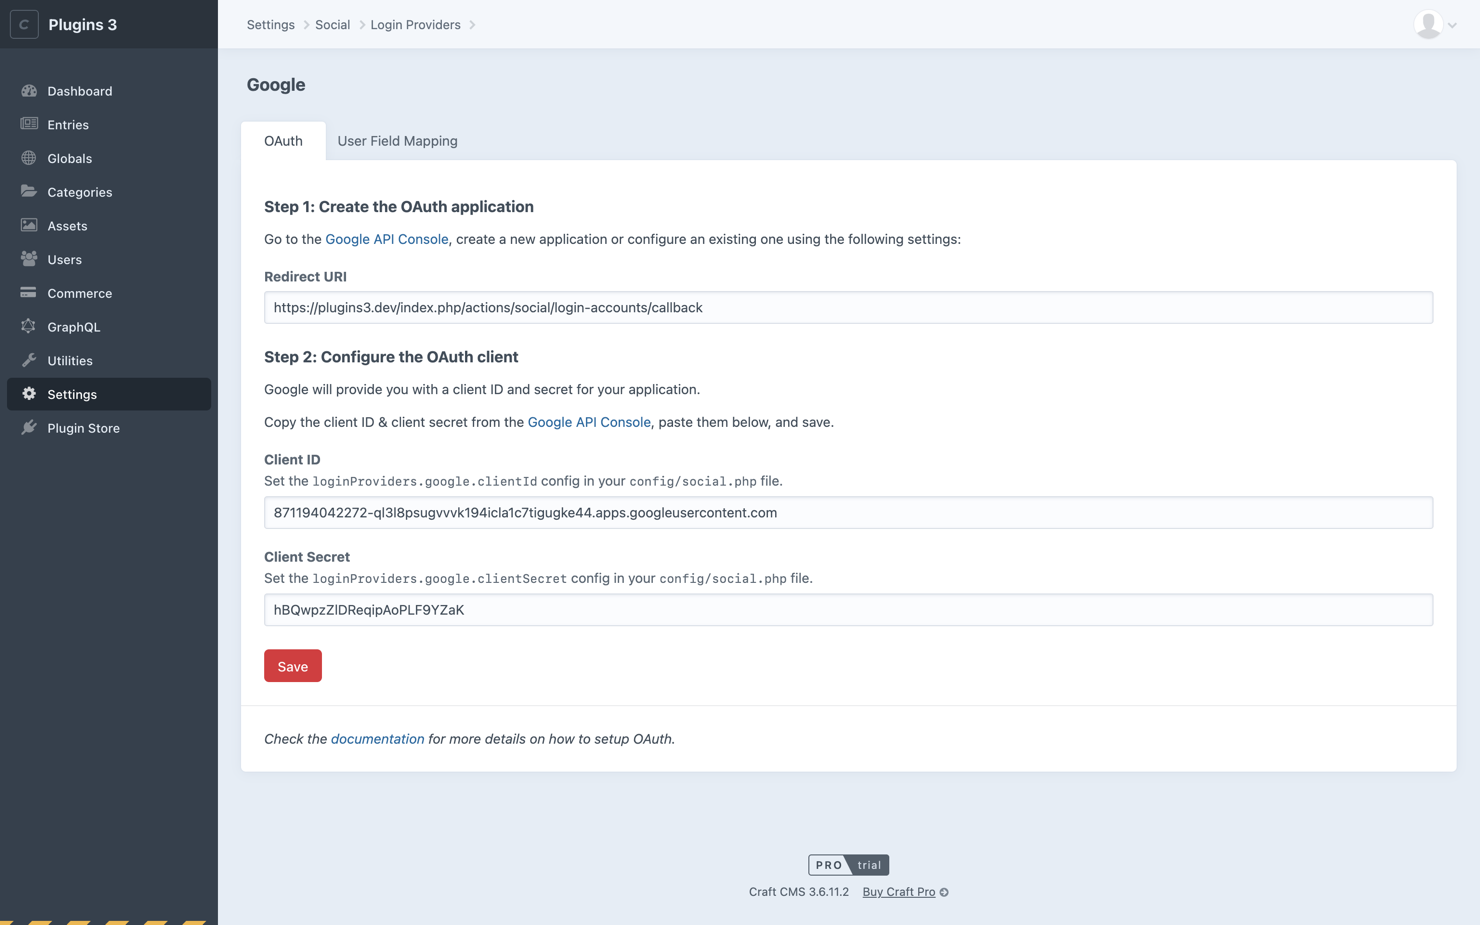 C Plugins 3
Settings Social Login Providers
Dashboard
Entries
Globals
Categories
Assets
Users
Commerce
GraphQL
Utilities
Settings
Plugin Store
Google
OAuth User Field Mapping
Step 1: Create the OAuth application
Go to the Google API Console, create a new application or configure an existing one using the following settings:
Redirect URI
https://plugins3.dev/index.php/actions/social/login-accounts/callback
Step 2: Configure the OAuth client
Google will provide you with a client ID and secret for your application.
Copy the client ID & client secret from the Google API Console, paste them below, and save.
Client ID
Set the loginProviders.google.clientId config in your config/social.php file.
871194042272-ql3l8psugvvvk194icla1c7tigugke44.apps.googleusercontent.com
Client Secret
Set the loginProviders.google.clientSecret config in your config/social.php file.
hBQwpzZlDReqipAoPLF9YZaK
Save
Check the documentation for more details on how to setup OAuth.
PRO trial
Craft CMS 3.6.11.2 Buy Craft Pro